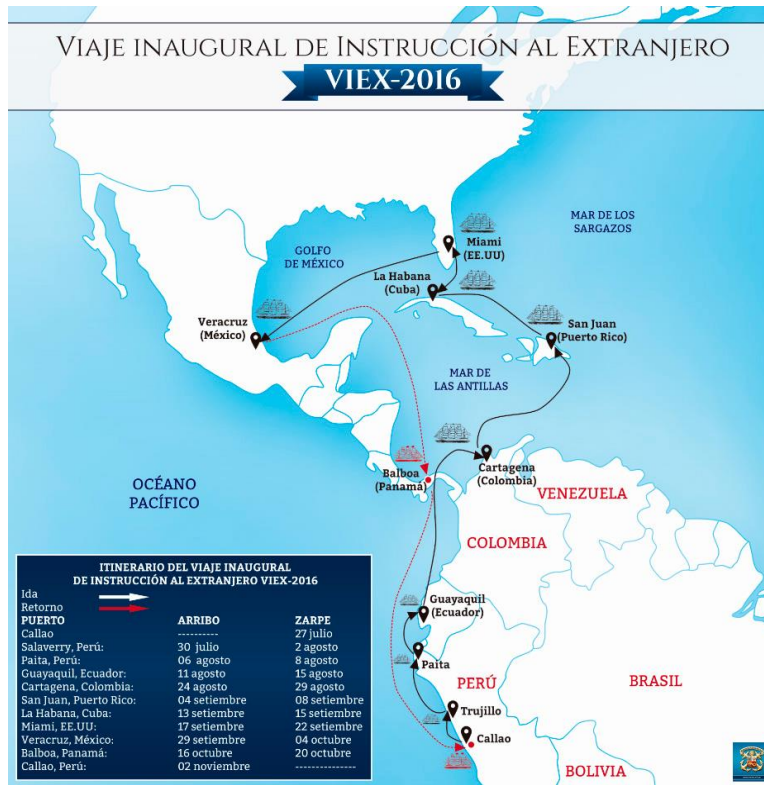 VIAJE INAUGURAL DE INSTRUCCIÓN AL EXTRANJERO
VIEX-2016
MAR DE LOS
SARGAZOS
GOLFO
DE MÉXICO
Miami
(EE.UU)
La Habana
(Cuba)
Veracruz
(México)
San Juan
(Puerto Rico)
MAR DE
LAS ANTILLAS
Balboa
(Panamá)
Cartagena
(Colombia)
OCÉANO
PACÍFICO
VENEZUELA
COLOMBIA
Guayaquil
(Ecuador)
Paita
PERÚ
BRASIL
Trujillo
Callao
BOLIVIA
ITINERARIO DEL VIAJE INAUGURAL
DE INSTRUCCIÓN AL EXTRANJERO VIEX-2016
Ida
Retorno
PUERTO ARRIBO ZARPE
Callao ---------- 27 julio
Salaverry, Perú: 30 julio 2 agosto
Paita, Perú: 06 agosto 8 agosto
Guayaquil, Ecuador: 11 agosto 15 agosto
Cartagena, Colombia: 24 agosto 29 agosto
San Juan, Puerto Rico: 04 setiembre 08 setiembre
La Habana, Cuba: 13 setiembre 15 setiembre
Miami, EE.UU: 17 setiembre 22 setiembre
Veracruz, México: 29 setiembre 04 octubre
Balboa, Panamá: 16 octubre 20 octubre
Callao, Perú: 02 noviembre ---------------